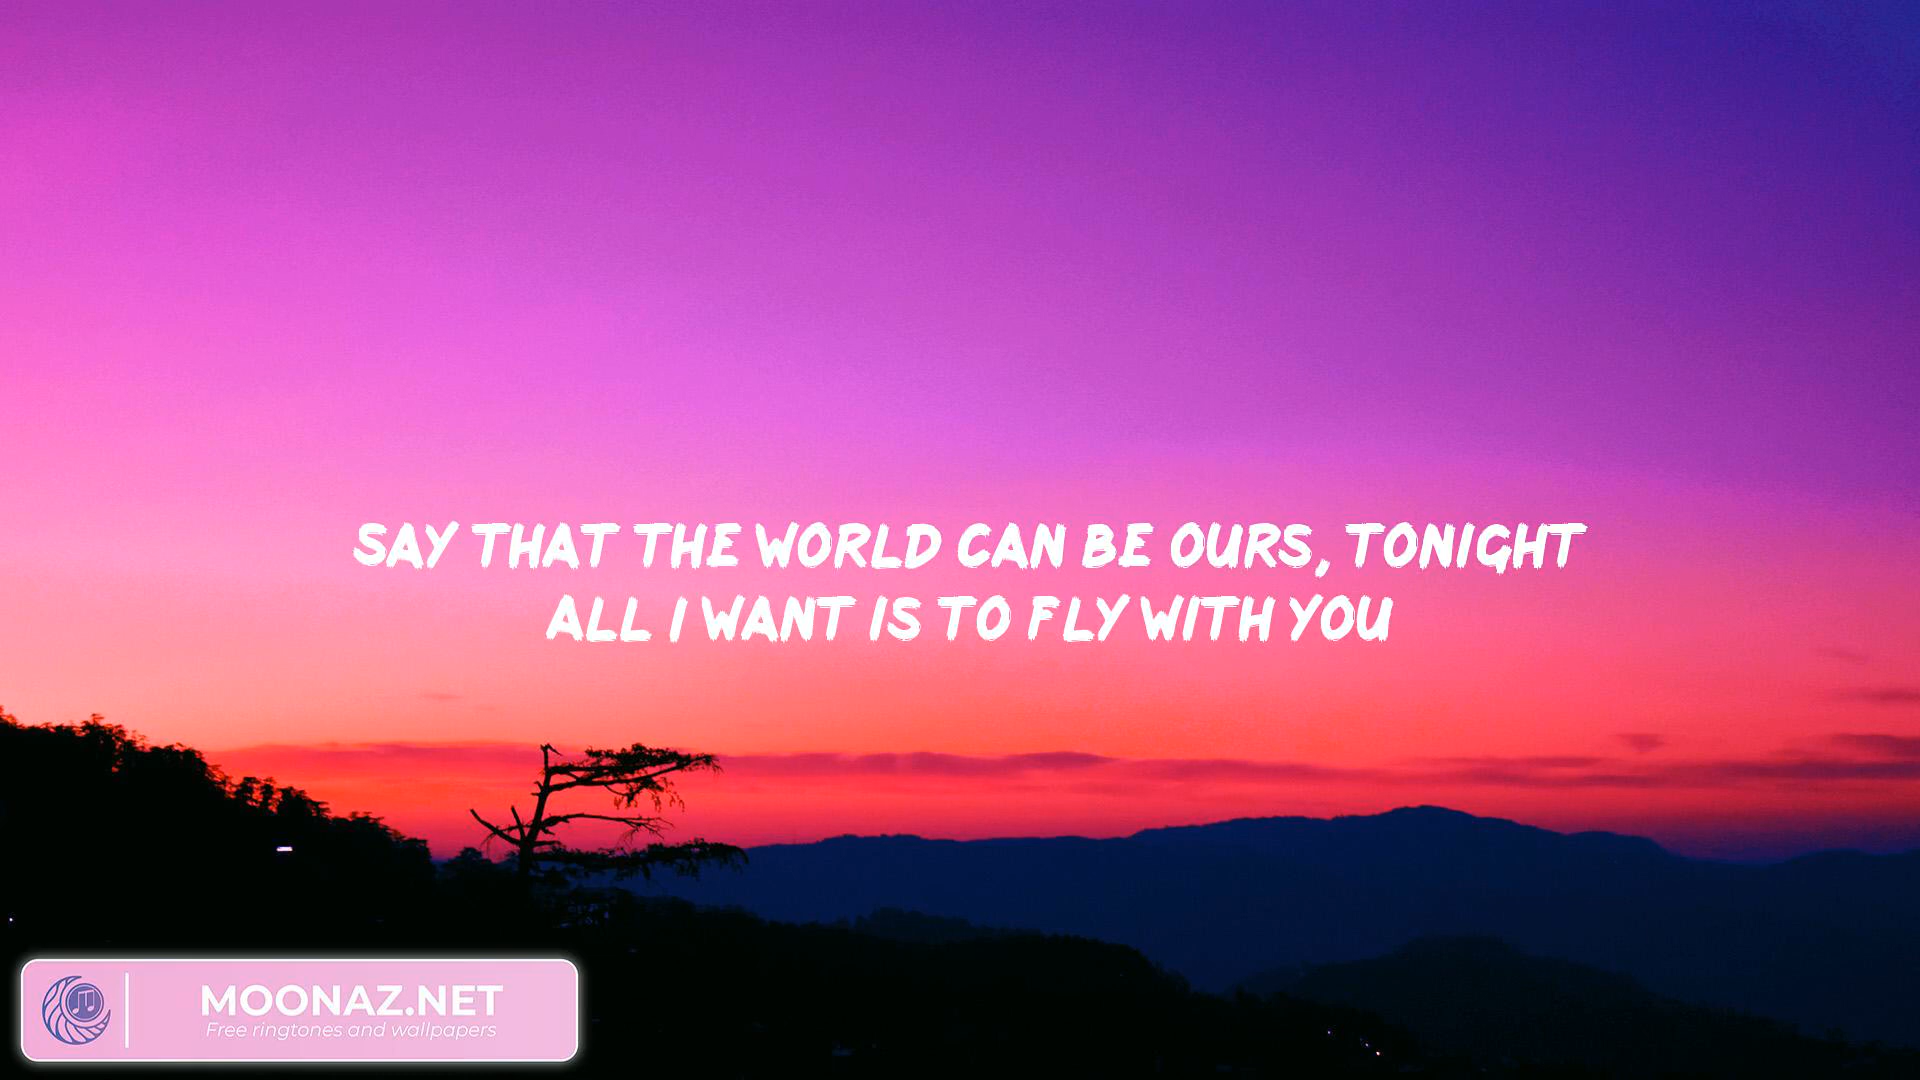 SAY THAT THE WORLD CAN BE OURS, TONIGHT
ALL I WANT IS TO FLY WITH YOU
MOONAZ.NET
Free ringtones and wallpapers